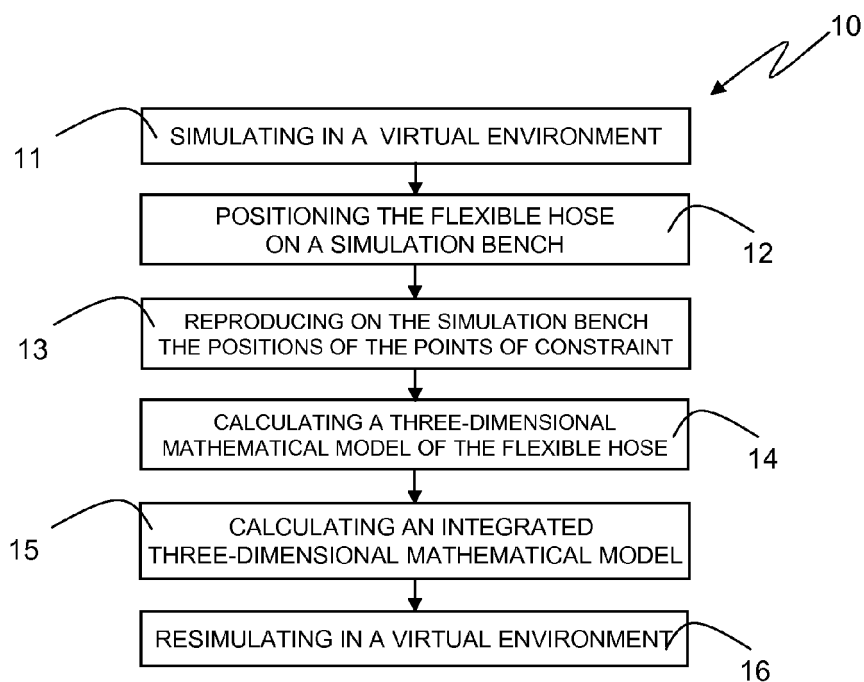 10
11
SIMULATING IN A VIRTUAL ENVIRONMENT
POSITIONING THE FLEXIBLE HOSE
ON A SIMULATION BENCH
12
13
REPRODUCING ON THE SIMULATION BENCH
THE POSITIONS OF THE POINTS OF CONSTRAINT
CALCULATING A THREE-DIMENSIONAL
MATHEMATICAL MODEL OF THE FLEXIBLE HOSE
14
15
CALCULATING AN INTEGRATED
THREE-DIMENSIONAL MATHEMATICAL MODEL
RESIMULATING IN A VIRTUAL ENVIRONMENT
16